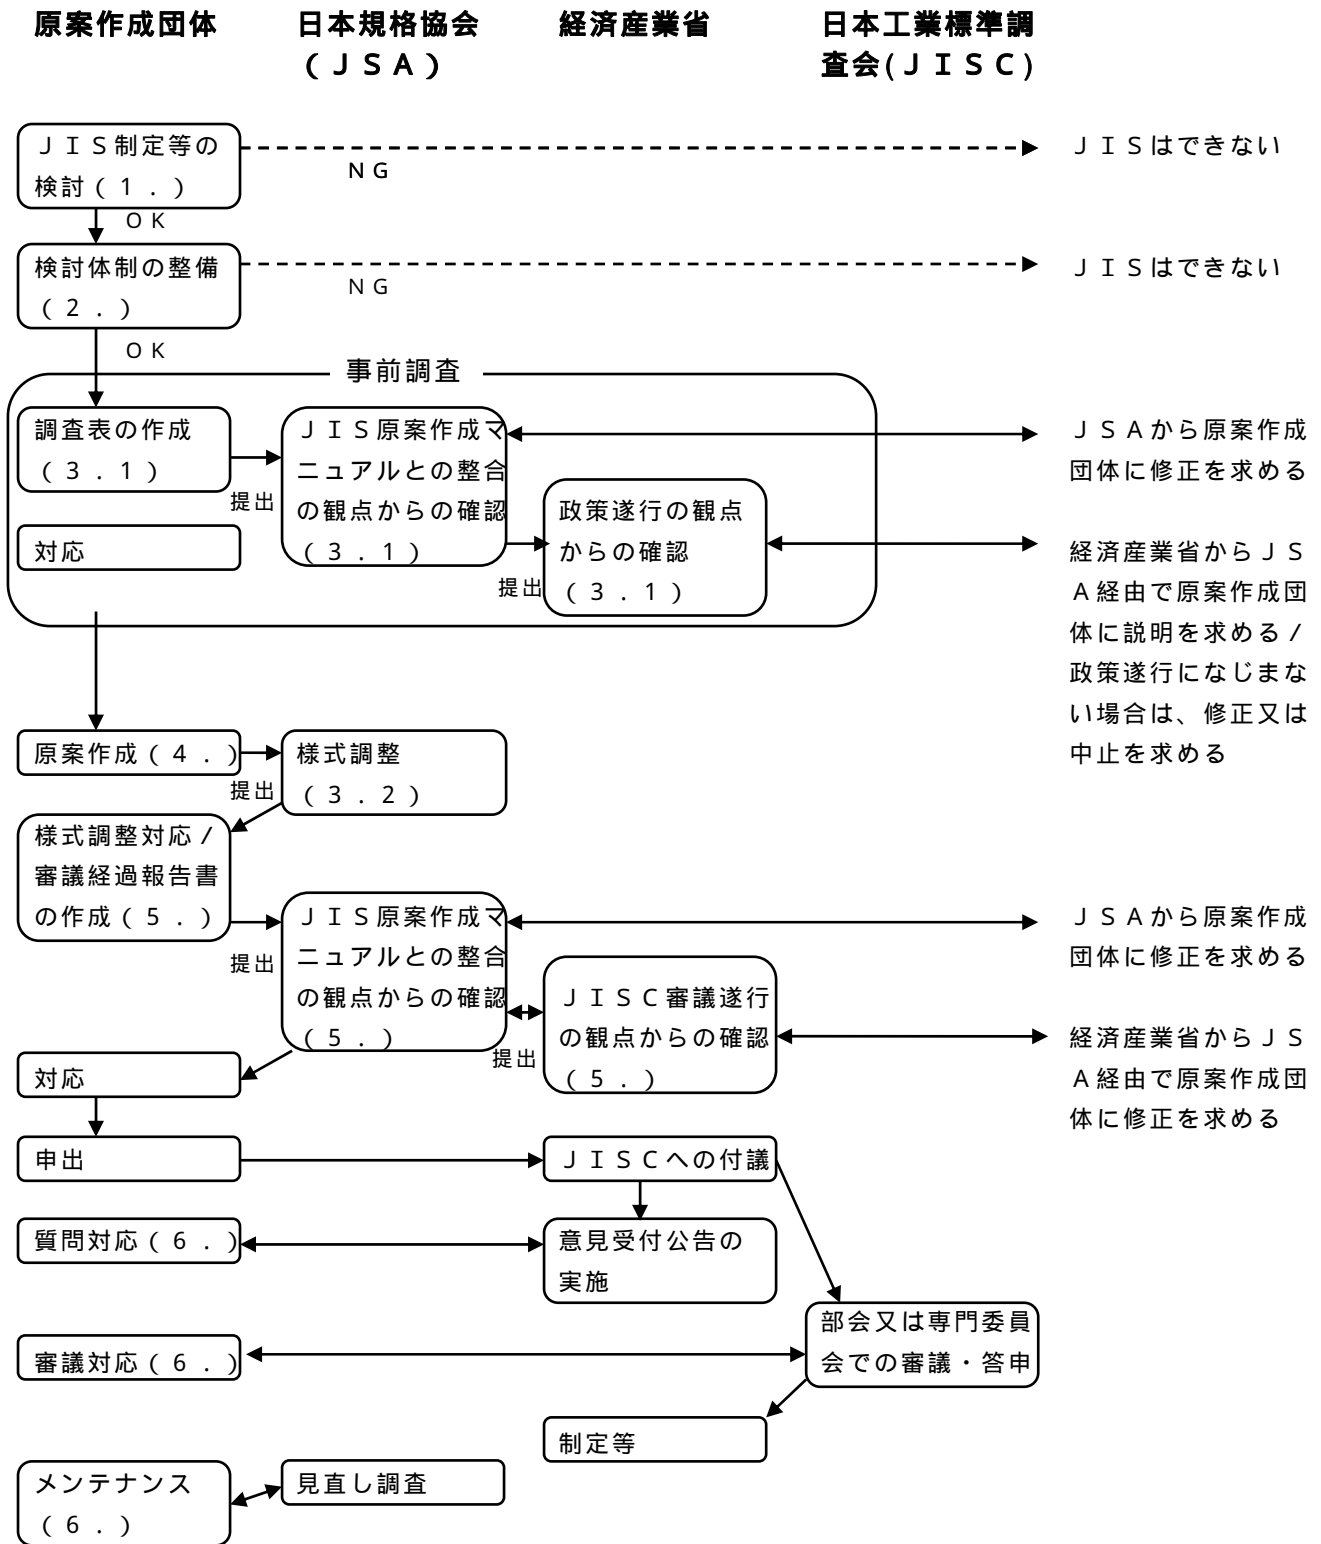 原案作成団体
日本規格協会
(ＪＳＡ)
経済産業省
日本工業標準調
査会(ＪＩＳＣ)
ＪＩＳ制定等の
検討(１.)
ＮＧ
ＪＩＳはできない
ＯＫ
検討体制の整備
(２.)
ＮＧ
ＪＩＳはできない
ＯＫ
事前調査
調査表の作成
(３.１)
提出
ＪＩＳ原案作成マ
ニュアルとの整合
の観点からの確認
(３.１)
提出
政策遂行の観点
からの確認
(３.１)
ＪＳＡから原案作成
団体に修正を求める
対応
経済産業省からＪＳ
Ａ経由で原案作成団
体に説明を求める/
政策遂行になじまな
い場合は、修正又は
中止を求める
原案作成(４.)
提出
様式調整
(３.２)
様式調整対応/
審議経過報告書
の作成(５.)
提出
ＪＩＳ原案作成マ
ニュアルとの整合
の観点からの確認
(５.)
提出
ＪＩＳＣ審議遂行
の観点からの確認
(５.)
ＪＳＡから原案作成
団体に修正を求める
経済産業省からＪＳ
Ａ経由で原案作成団
体に修正を求める
対応
申出
ＪＩＳＣへの付議
質問対応(６.)
意見受付公告の
実施
審議対応(６.)
部会又は専門委員
会での審議・答申
制定等
メンテナンス
(６.)
見直し調査